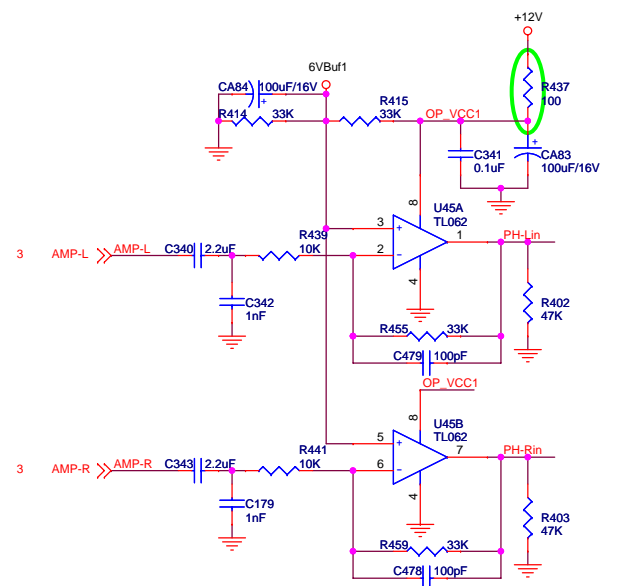 +12V
6VBuf1
CA84 100uF/16V
R437
100
R414 33K
R415
33K
OP_VCC1
C341
0.1uF
CA83
100uF/16V
8
U45A
TL062
3
+
1
PH-Lin
R439
10K
2
-
3 AMP-L AMP-L C340 2.2uF
4
C342
1nF
R402
47K
R455 33K
C479 100pF
OP_VCC1
8
U45B
TL062
5
+
7
PH-Rin
R441
10K
6
-
3 AMP-R AMP-R C343 2.2uF
4
C179
1nF
R403
47K
R459 33K
C478 100pF